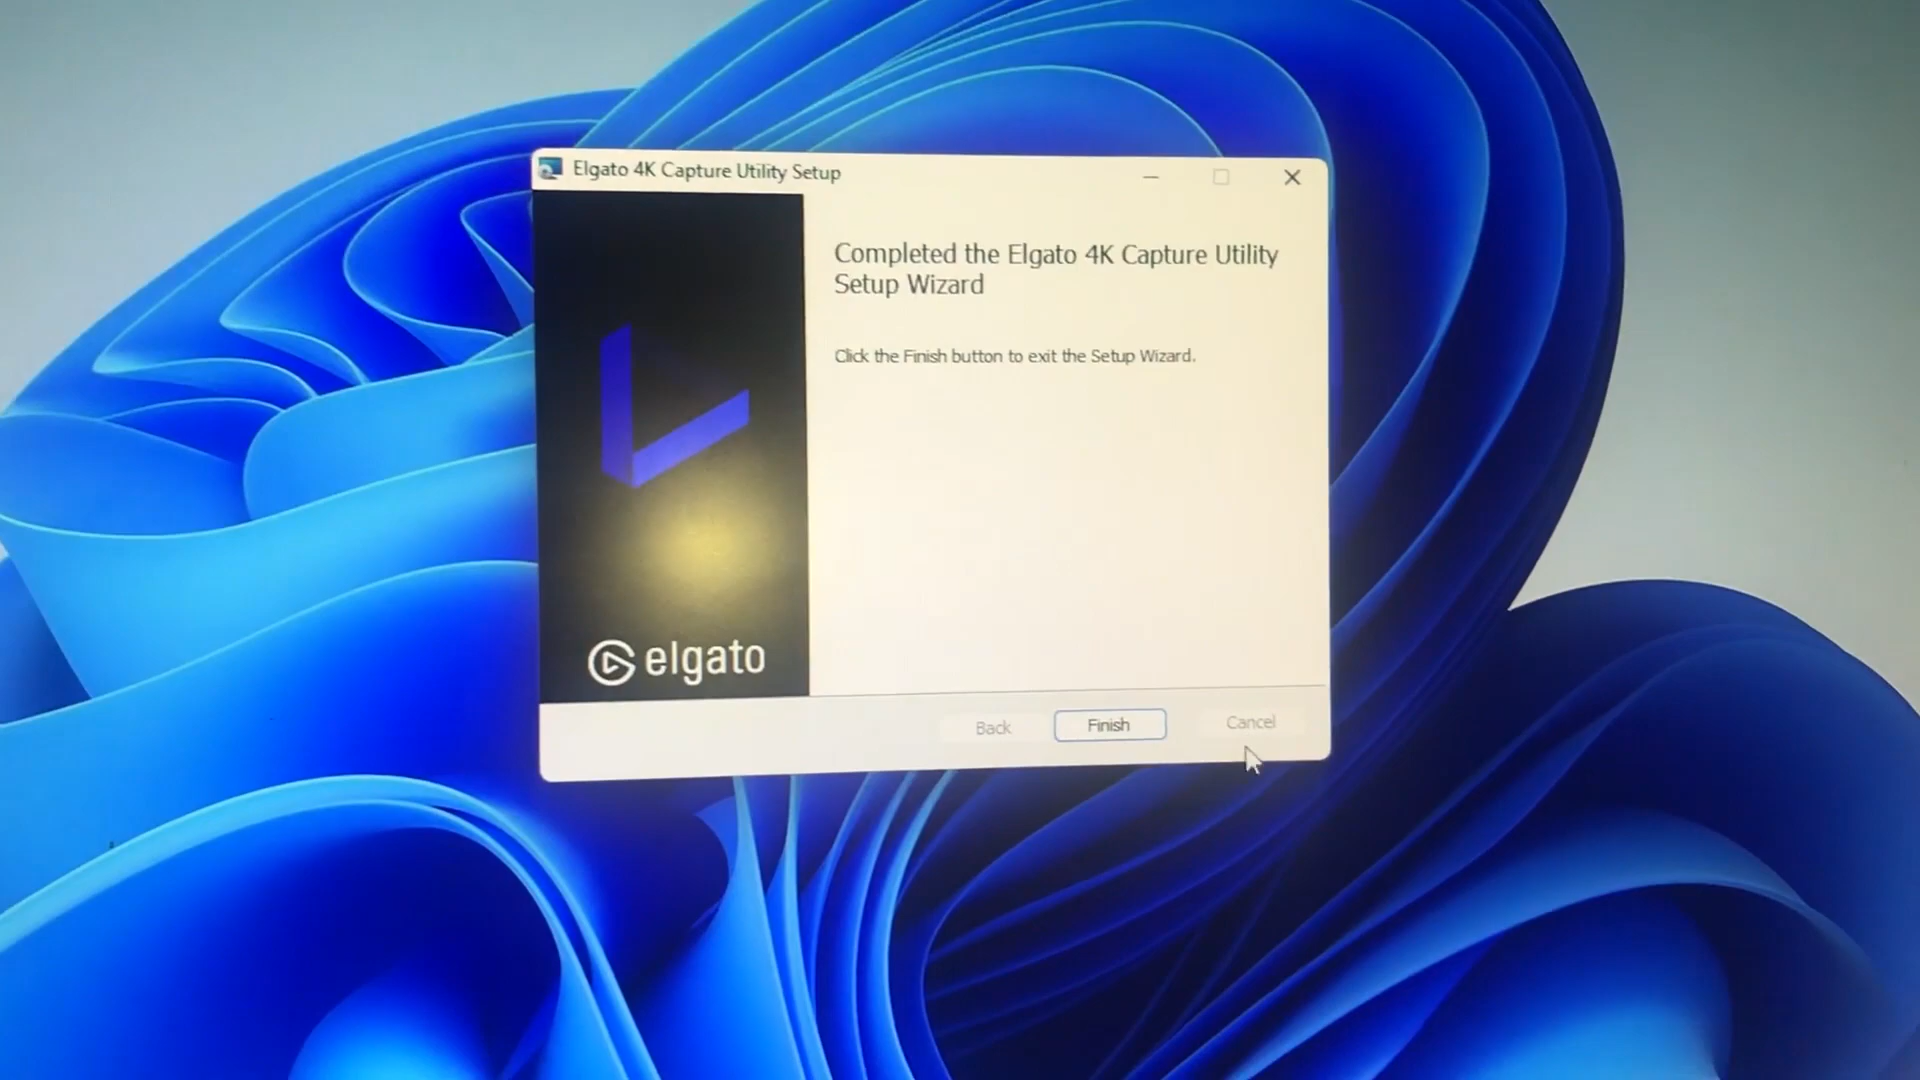 Elgato 4K Capture Utility Setup
Completed the Elgato 4K Capture Utility
Setup Wizard
Click the Finish button to exit the Setup Wizard.
elgato
Back
Finish
Cancel